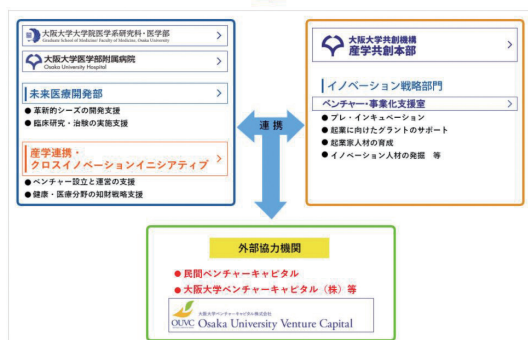 大阪大学大学院医学系研究科・医学部
Graduate School of Medicine/ Faculty of Medicine, Osaka University
大阪大学医学部附属病院
Osaka University Hospital
未来医療開発部
● 革新的シーズの開発支援
● 臨床研究・治験の実施支援
産学連携・
クロスイノベーションイニシアティブ
● ベンチャー設立と運営の支援
● 健康・医療分野の知財戦略支援
連携
大阪大学共創機構
産学共創本部
イノベーション戦略部門
ベンチャー・事業化支援室
● プレ・インキュベーション
● 起業に向けたグラントのサポート
● 起業家人材の育成
● イノベーション人材の発掘 等
外部協力機関
● 民間ベンチャーキャピタル
● 大阪大学ベンチャーキャピタル（株）等
大阪大学ベンチャーキャピタル株式会社
OUVC Osaka University Venture Capital